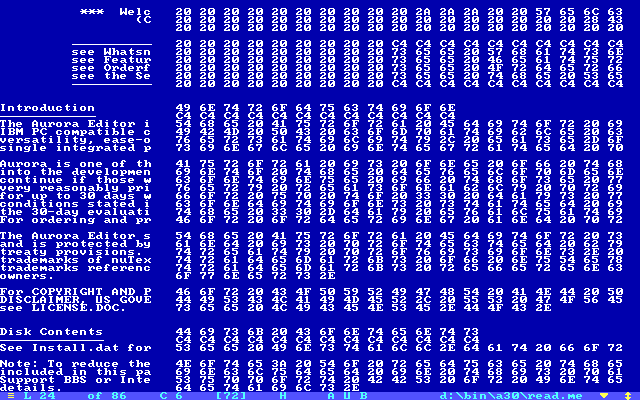 ***  Welc 20 20 20 20 20 20 20 20 20 20 2A 2A 2A 20 20 57 65 6C 63
(C 20 20 20 20 20 20 20 20 20 20 20 20 20 20 20 20 20 28 43
20 20 20 20 20 20 20 20 20 20 20 20 20 20 20 20 20 20 20
20 20 20 20 20 20 20 20 20 C4 C4 C4 C4 C4 C4 C4 C4 C4 C4
see Whatsn 20 20 20 20 20 20 20 20 20 73 65 65 20 57 68 61 74 73 6E
see Featur 20 20 20 20 20 20 20 20 20 73 65 65 20 46 65 61 74 75 72
see Orderf 20 20 20 20 20 20 20 20 20 73 65 65 20 4F 72 64 65 72 66
see the Se 20 20 20 20 20 20 20 20 20 73 65 65 20 74 68 65 20 53 65
20 20 20 20 20 20 20 20 20 C4 C4 C4 C4 C4 C4 C4 C4 C4 C4
Introduction 49 6E 74 72 6F 64 75 63 74 69 6F 6E
C4 C4 C4 C4 C4 C4 C4 C4 C4 C4 C4 C4
The Aurora Editor i 54 68 65 20 41 75 72 6F 72 61 20 45 64 69 74 6F 72 20 69
IBM PC compatible c 49 42 4D 20 50 43 20 63 6F 6D 70 61 74 69 62 6C 65 20 63
versatility, ease-o 76 65 72 73 61 74 69 6C 69 74 79 2C 20 65 61 73 65 2D 6F
single integrated p 73 69 6E 67 6C 65 20 69 6E 74 65 67 72 61 74 65 64 20 70
Aurora is one of th 41 75 72 6F 72 61 20 69 73 20 6F 6E 65 20 6F 66 20 74 68
into the developmen 69 6E 74 6F 20 74 68 65 20 64 65 76 65 6C 6F 70 6D 65 6E
continue if those w 63 6F 6E 74 69 6E 75 65 20 69 66 20 74 68 6F 73 65 20 77
very reasonably pri 76 65 72 79 20 72 65 61 73 6F 6E 61 62 6C 79 20 70 72 69
for up to 30 days w 66 6F 72 20 75 70 20 74 6F 20 33 30 20 64 61 79 73 20 77
conditions stated i 63 6F 6E 64 69 74 69 6F 6E 73 20 73 74 61 74 65 64 20 69
the 30-day evaluati 74 68 65 20 33 30 2D 64 61 79 20 65 76 61 6C 75 61 74 69
For ordering and pr 46 6F 72 20 6F 72 64 65 72 69 6E 67 20 61 6E 64 20 70 72
The Aurora Editor s 54 68 65 20 41 75 72 6F 72 61 20 45 64 69 74 6F 72 20 73
and is protected by 61 6E 64 20 69 73 20 70 72 6F 74 65 63 74 65 64 20 62 79
treaty provisions. 74 72 65 61 74 79 20 70 72 6F 76 69 73 69 6F 6E 73 2E 20
trademarks of nuTex 74 72 61 64 65 6D 61 72 6B 73 20 6F 66 20 6E 75 54 65 78
trademarks referenc 74 72 61 64 65 6D 61 72 6B 73 20 72 65 66 65 72 65 6E 63
owners. 6F 77 6E 65 72 73 2E
For COPYRIGHT AND P 46 6F 72 20 43 4F 50 59 52 49 47 48 54 20 41 4E 44 20 50
DISCLAIMER, US GOVE 44 49 53 43 4C 41 49 4D 45 52 2C 20 55 53 20 47 4F 56 45
see LICENSE.DOC. 73 65 65 20 4C 49 43 45 4E 53 45 2E 44 4F 43 2E
Disk Contents 44 69 73 6B 20 43 6F 6E 74 65 6E 74 73
C4 C4 C4 C4 C4 C4 C4 C4 C4 C4 C4 C4 C4
See Install.dat for 53 65 65 20 49 6E 73 74 61 6C 6C 2E 64 61 74 20 66 6F 72
Note: To reduce the 4E 6F 74 65 3A 20 54 6F 20 72 65 64 75 63 65 20 74 68 65
included in this pa 69 6E 63 6C 75 64 65 64 20 69 6E 20 74 68 69 73 20 70 61
Support BBS or Inte 53 75 70 70 6F 72 74 20 42 42 53 20 6F 72 20 49 6E 74 65
details. 64 65 74 61 69 6C 73 2E
≡ L 24 of 86 C 6 [72] H A U B d:\bin\a30\read.me ▼ ↕